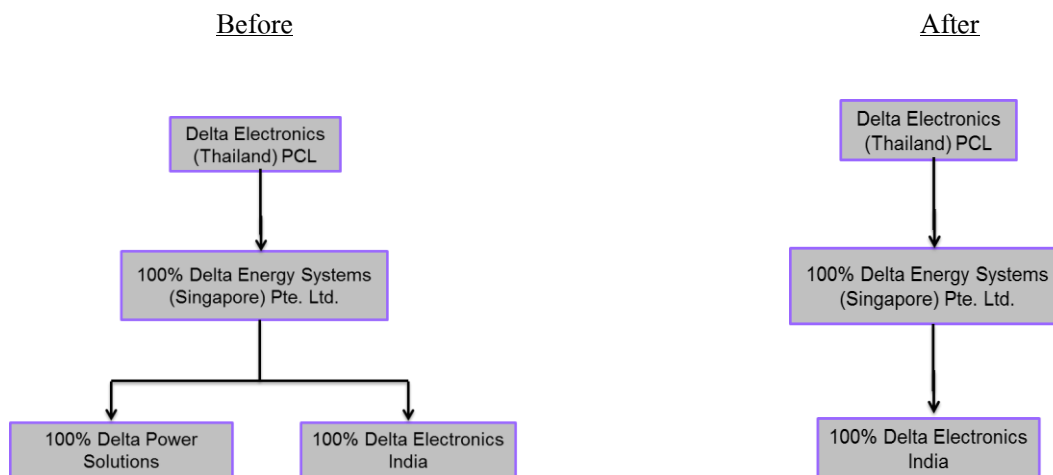 Before
Delta Electronics
(Thailand) PCL
100% Delta Energy Systems
(Singapore) Pte. Ltd.
100% Delta Power
Solutions
100% Delta Electronics
India
After
Delta Electronics
(Thailand) PCL
100% Delta Energy Systems
(Singapore) Pte. Ltd.
100% Delta Electronics
India